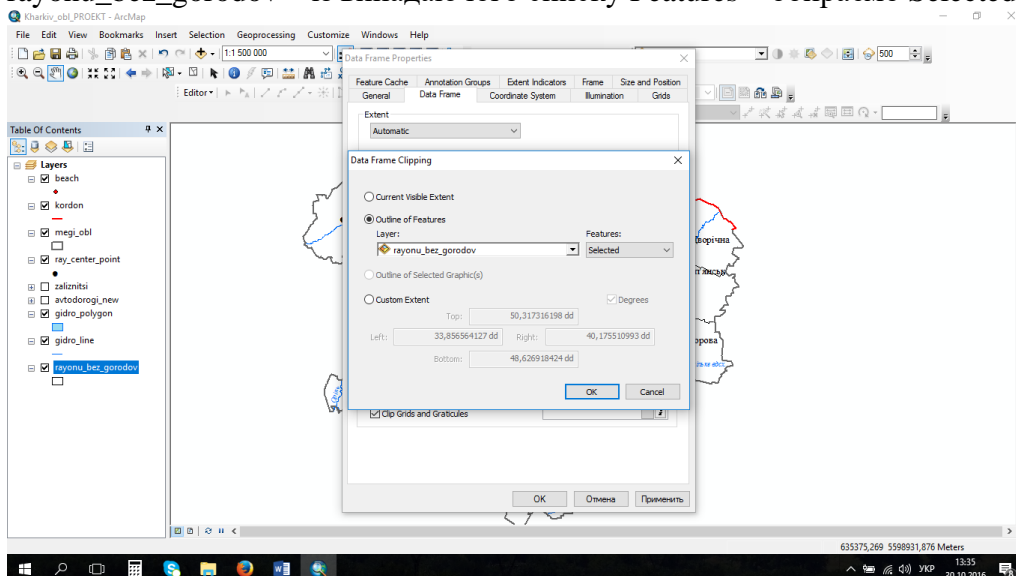 rayonu_bez_gorodov
Selected
Kharkiv_obl_PROEKT - ArcMap
File Edit View Bookmarks Insert Selection Geoprocessing Customize Windows Help
1:1 500 000
500
Editor
Table Of Contents
Layers
beach
kordon
megi_obl
ray_center_point
zaliznitsi
avtodorogi_new
gidro_polygon
gidro_line
rayonu_bez_gorodov
Data Frame Properties
Feature Cache Annotation Groups Extent Indicators Frame Size and Position
General Data Frame Coordinate System Illumination Grids
Extent
Automatic
Data Frame Clipping
Current Visible Extent
Outline of Features
Layer: Features:
rayonu_bez_gorodov Selected
Outline of Selected Graphic(s)
Custom Extent Degrees
Top: 50,317316198 dd
Left: 33,856564127 dd Right: 40,175510993 dd
Bottom: 48,626918424 dd
OK Cancel
Clip Grids and Graticules
OK Отмена Применить
635375,269 5598931,876 Meters
УКР 13:35
20.10.2016